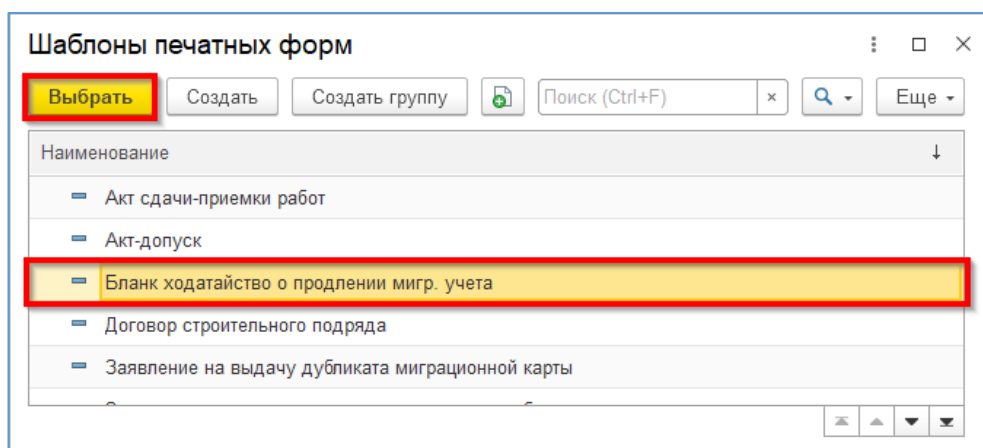 Шаблоны печатных форм
Выбрать Создать Создать группу Поиск (Ctrl+F) × Еще
Наименование ↓
Акт сдачи-приемки работ
Акт-допуск
Бланк ходатайство о продлении мигр. учета
Договор строительного подряда
Заявление на выдачу дубликата миграционной карты